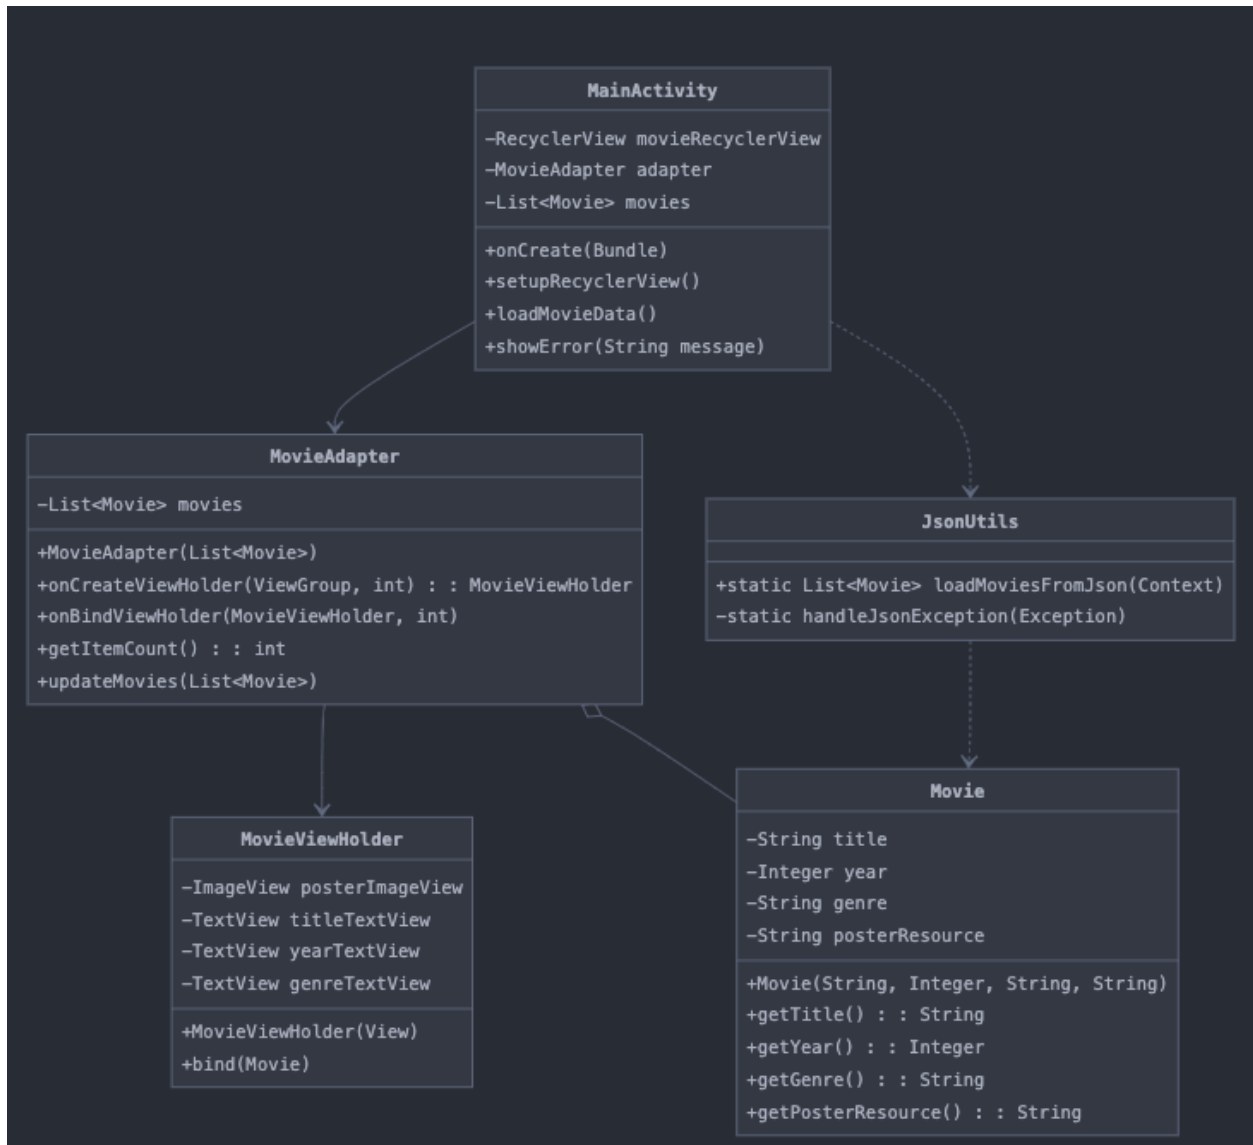 MainActivity
-RecyclerView movieRecyclerView
-MovieAdapter adapter
-List<Movie> movies
+onCreate(Bundle)
+setupRecyclerView()
+loadMovieData()
+showError(String message)
MovieAdapter
-List<Movie> movies
+MovieAdapter(List<Movie>)
+onCreateViewHolder(ViewGroup, int) : : MovieViewHolder
+onBindViewHolder(MovieViewHolder, int)
+getItemCount() : : int
+updateMovies(List<Movie>)
JsonUtils
+static List<Movie> loadMoviesFromJson(Context)
-static handleJsonException(Exception)
MovieViewHolder
-ImageView posterImageView
-TextView titleTextView
-TextView yearTextView
-TextView genreTextView
+MovieViewHolder(View)
+bind(Movie)
Movie
-String title
-Integer year
-String genre
-String posterResource
+Movie(String, Integer, String, String)
+getTitle() : : String
+getYear() : : Integer
+getGenre() : : String
+getPosterResource() : : String